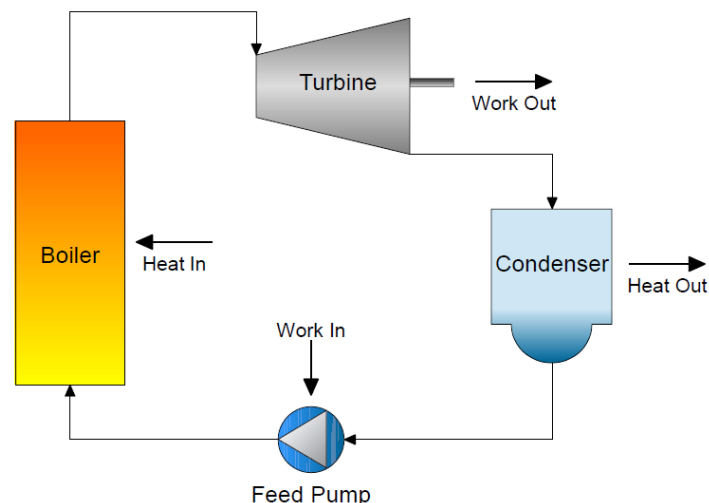 Turbine
Work Out
Boiler
Heat In
Condenser
Heat Out
Work In
Feed Pump